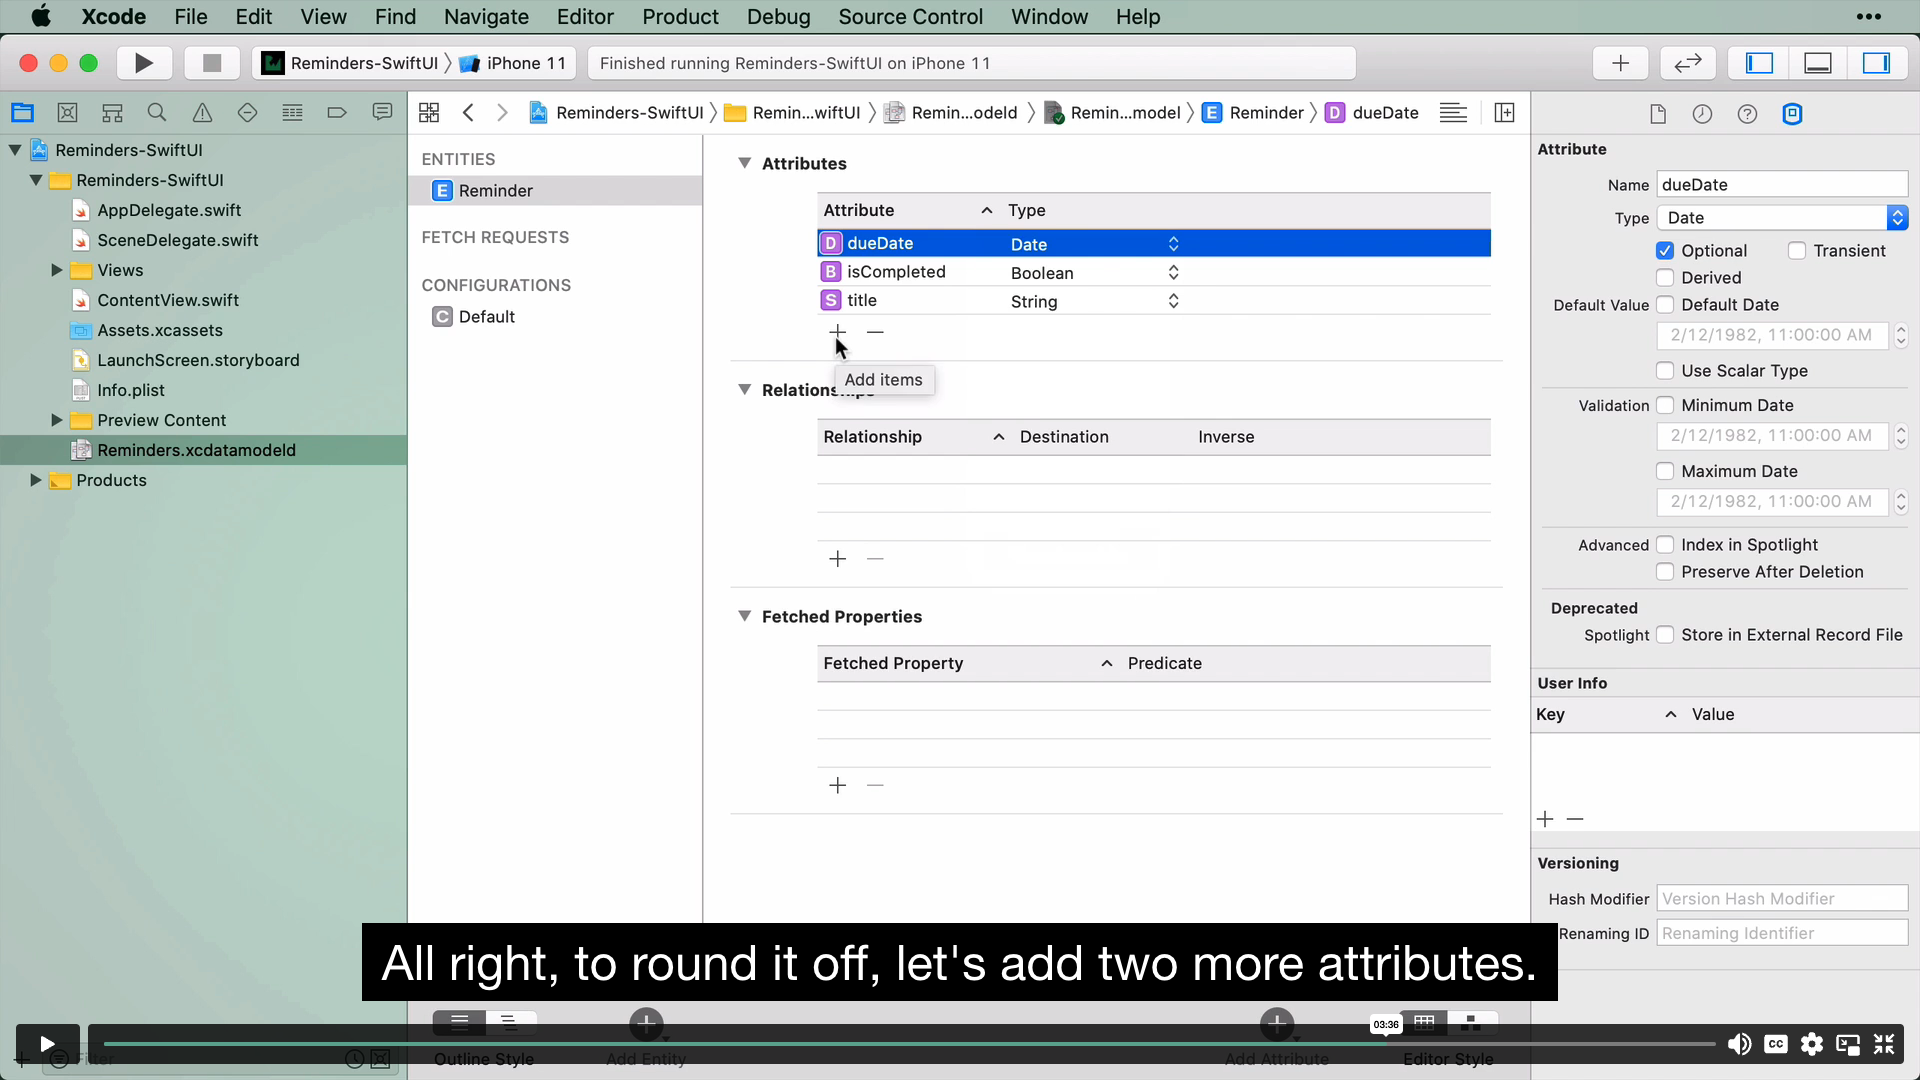 Xcode File Edit View Find Navigate Editor Product Debug Source Control Window Help
Reminders-SwiftUI iPhone 11
Finished running Reminders-SwiftUI on iPhone 11
Reminders-SwiftUI Remin...wiftUI Remin...odeld Remin...model E Reminder D dueDate
Reminders-SwiftUI
Reminders-SwiftUI
AppDelegate.swift
SceneDelegate.swift
Views
ContentView.swift
Assets.xcassets
LaunchScreen.storyboard
Info.plist
Preview Content
Reminders.xcdatamodeld
Products
Filter
ENTITIES
E Reminder
FETCH REQUESTS
CONFIGURATIONS
C Default
Attributes
Attribute Type
D dueDate Date
B isCompleted Boolean
S title String
Add items
Relationships
Relationship Destination Inverse
Fetched Properties
Fetched Property Predicate
Attribute
Name dueDate
Type Date
Optional Transient
Derived
Default Value Default Date
2/12/1982, 11:00:00 AM
Use Scalar Type
Validation Minimum Date
2/12/1982, 11:00:00 AM
Maximum Date
2/12/1982, 11:00:00 AM
Advanced Index in Spotlight
Preserve After Deletion
Deprecated
Spotlight Store in External Record File
User Info
Key Value
Versioning
Hash Modifier Version Hash Modifier
Renaming ID Renaming Identifier
All right, to round it off, let's add two more attributes.
03:36
CC
Outline Style Add Entity Add Attribute Editor Style